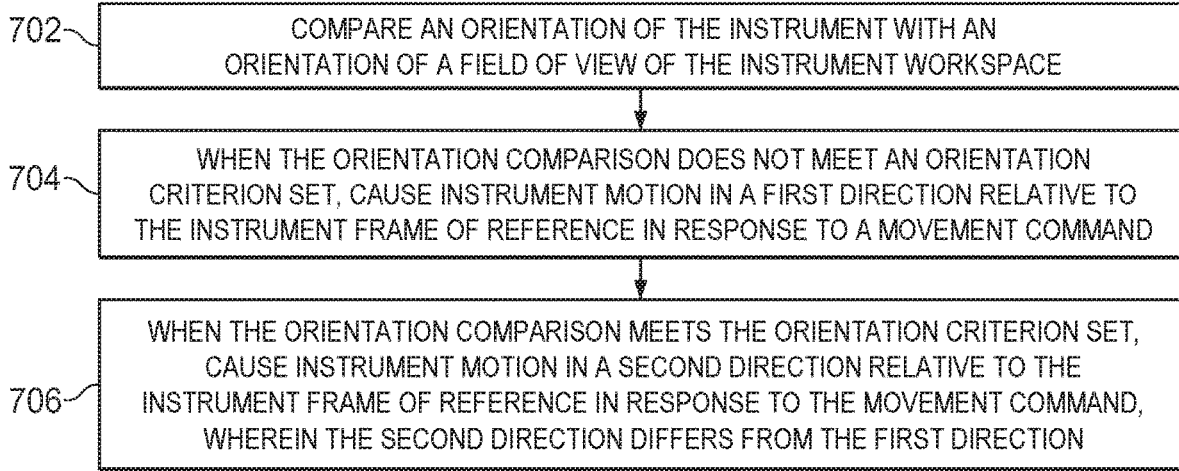 702
COMPARE AN ORIENTATION OF THE INSTRUMENT WITH AN
ORIENTATION OF A FIELD OF VIEW OF THE INSTRUMENT WORKSPACE
704
WHEN THE ORIENTATION COMPARISON DOES NOT MEET AN ORIENTATION
CRITERION SET, CAUSE INSTRUMENT MOTION IN A FIRST DIRECTION RELATIVE TO
THE INSTRUMENT FRAME OF REFERENCE IN RESPONSE TO A MOVEMENT COMMAND
706
WHEN THE ORIENTATION COMPARISON MEETS THE ORIENTATION CRITERION SET,
CAUSE INSTRUMENT MOTION IN A SECOND DIRECTION RELATIVE TO THE
INSTRUMENT FRAME OF REFERENCE IN RESPONSE TO THE MOVEMENT COMMAND,
WHEREIN THE SECOND DIRECTION DIFFERS FROM THE FIRST DIRECTION